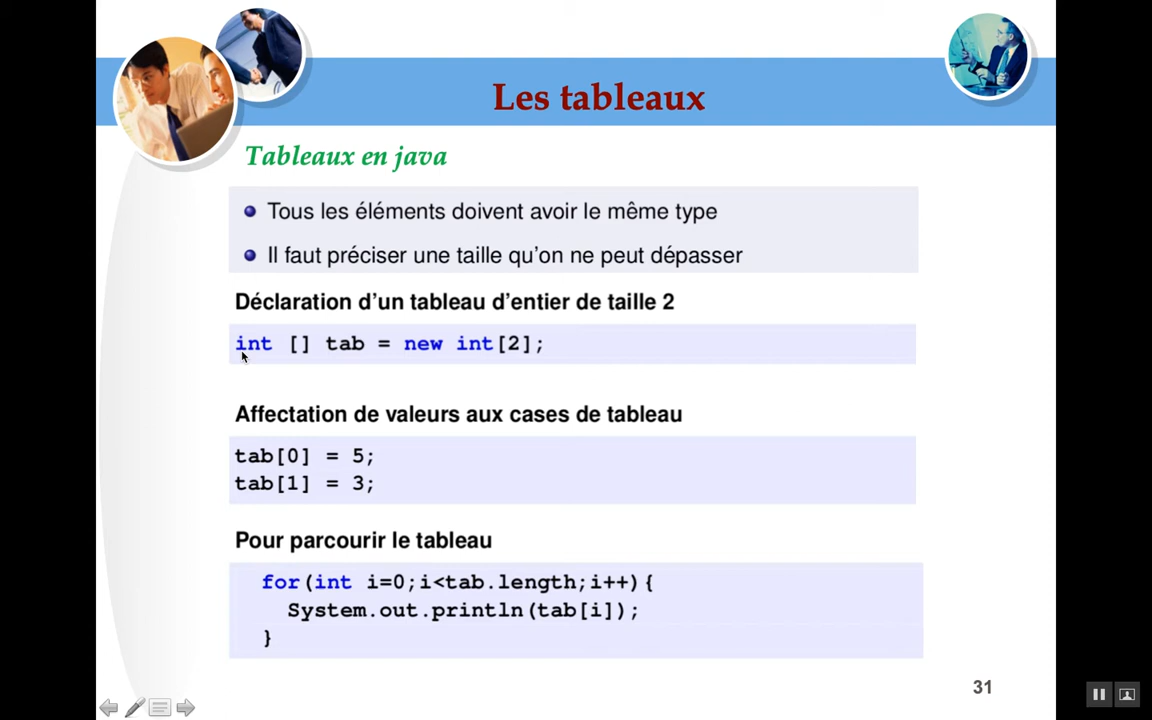 Les tableaux
Tableaux en java
Tous les éléments doivent avoir le même type
Il faut préciser une taille qu'on ne peut dépasser
Déclaration d'un tableau d'entier de taille 2
int [] tab = new int[2];
Affectation de valeurs aux cases de tableau
tab[0] = 5;
tab[1] = 3;
Pour parcourir le tableau
for(int i=0;i<tab.length;i++){
System.out.println(tab[i]);
}
31